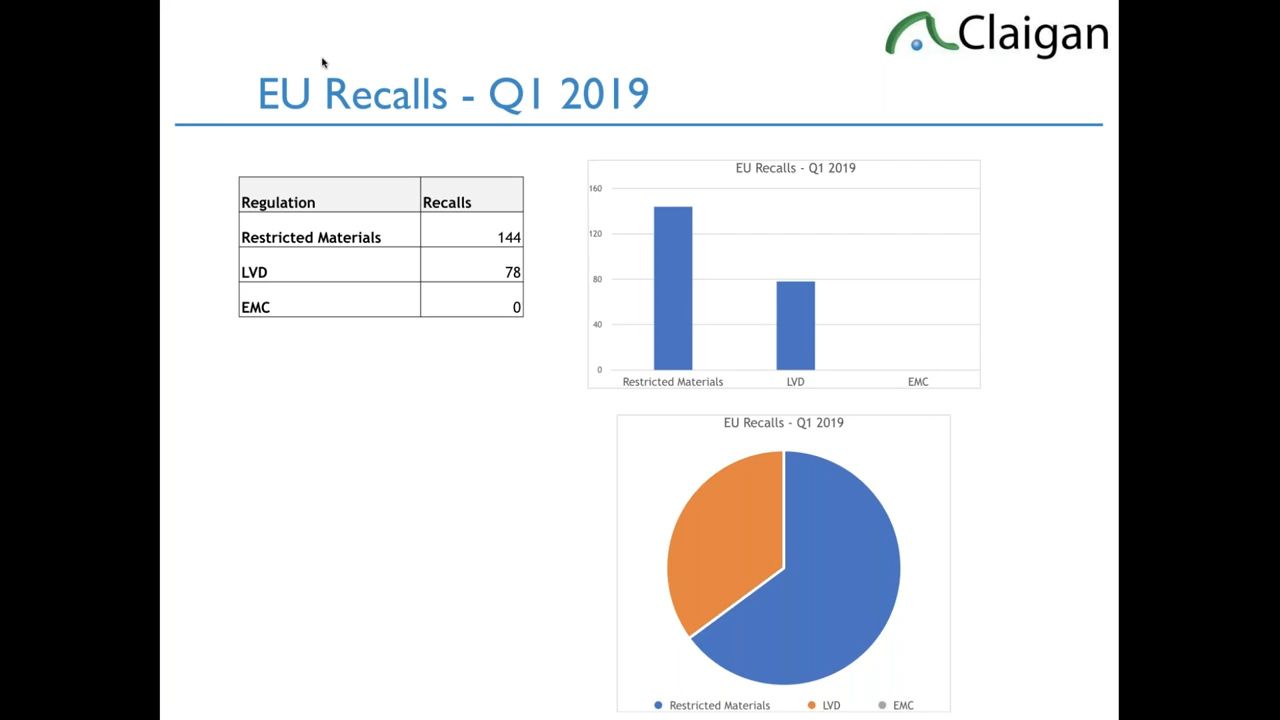 Claigan
EU Recalls - Q1 2019
Regulation Recalls
Restricted Materials 144
LVD 78
EMC 0
EU Recalls - Q1 2019
160
120
80
40
0
Restricted Materials LVD EMC
EU Recalls - Q1 2019
Restricted Materials LVD EMC